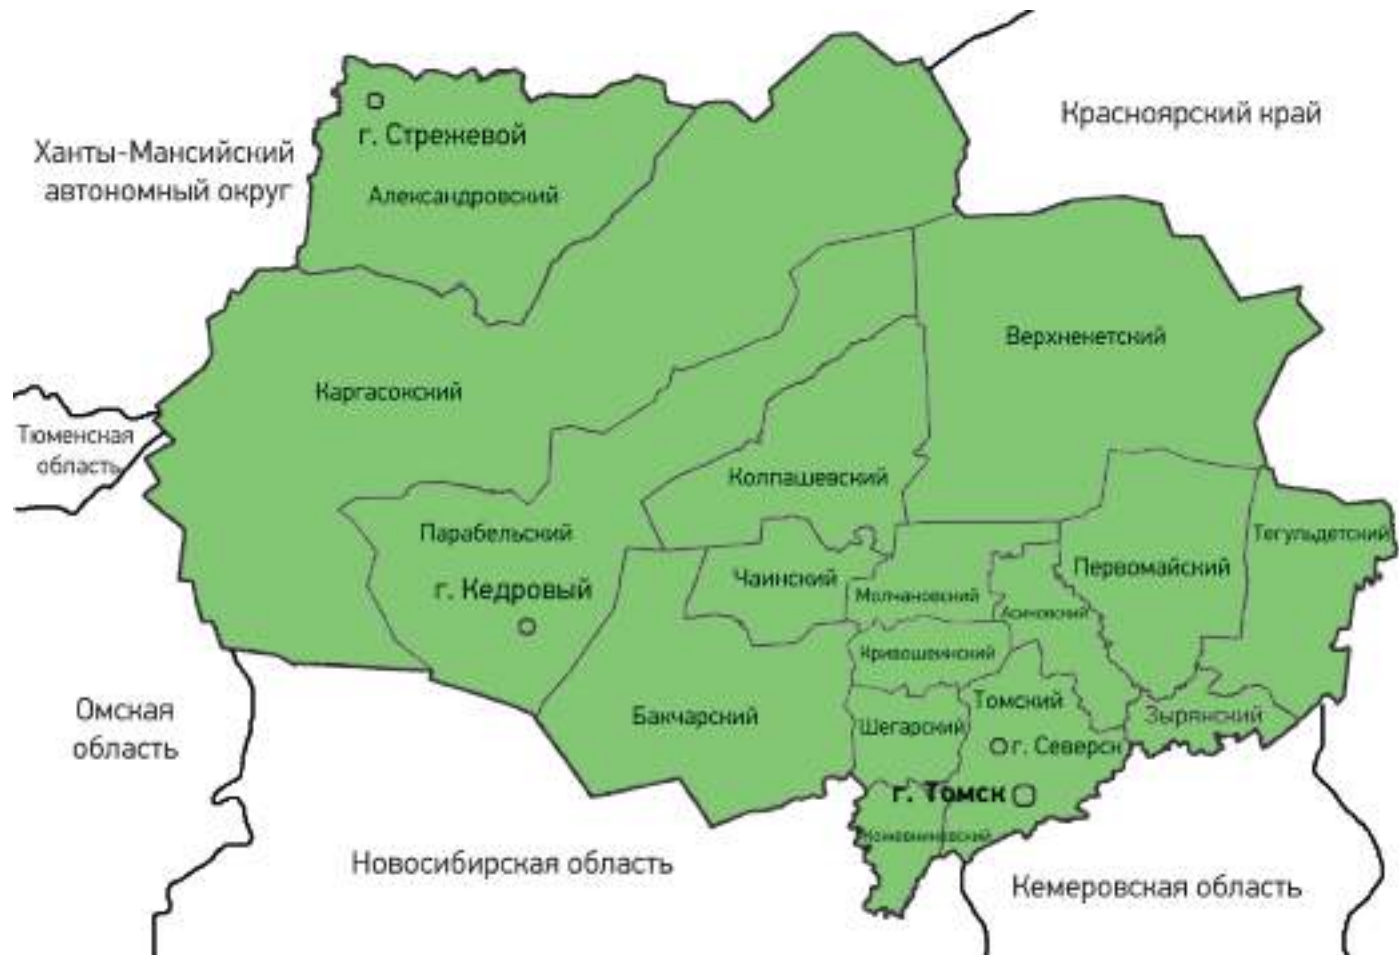 Красноярский край
г. Стрежевой
Ханты-Мансийский
автономный округ
Александровский
Верхненетский
Каргасокский
Тюменская
область
Колпашевский
Парабельский
Тегульдетский
Чаинский
Первомайский
г. Кедровый
Молчановский
Асиновский
Кривошеинский
Омская
область
Томский
Бакчарский
Шегарский
Зырянский
г. Северск
г. Томск
Кожевниковский
Новосибирская область
Кемеровская область